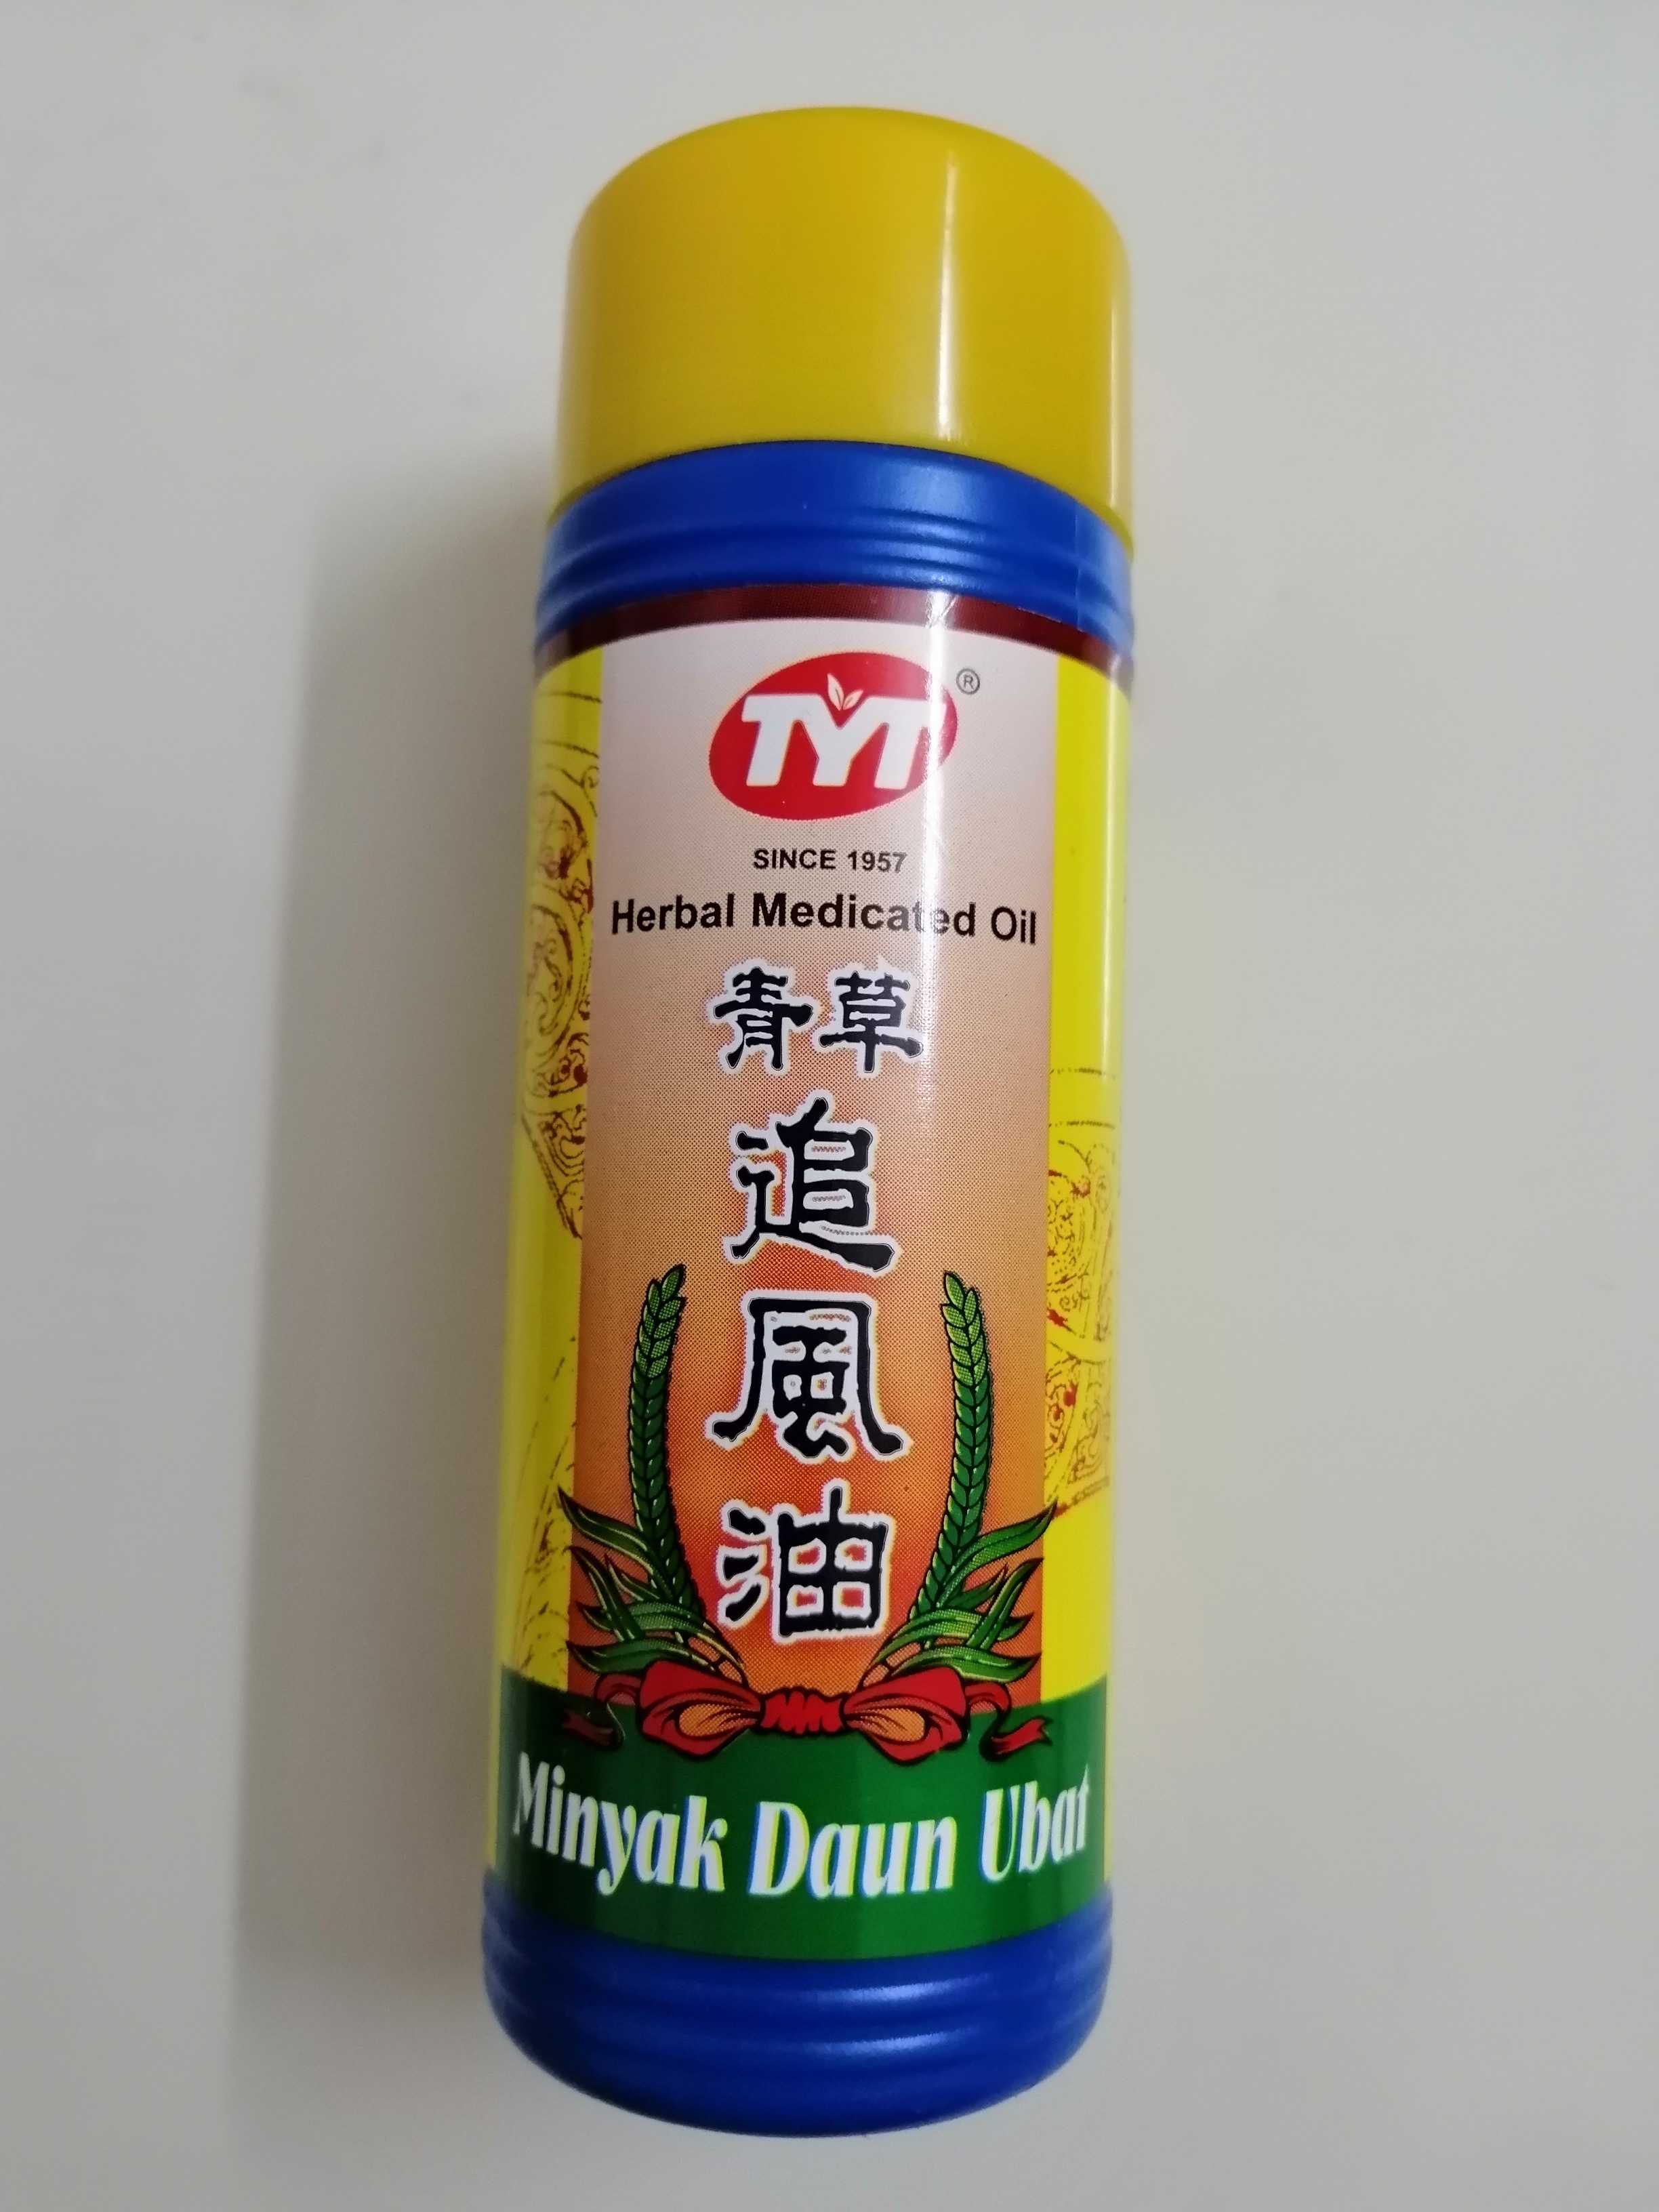 TYT ®
SINCE 1957
Herbal Medicated Oil
青草
追
風
油
Minyak Daun Ubat